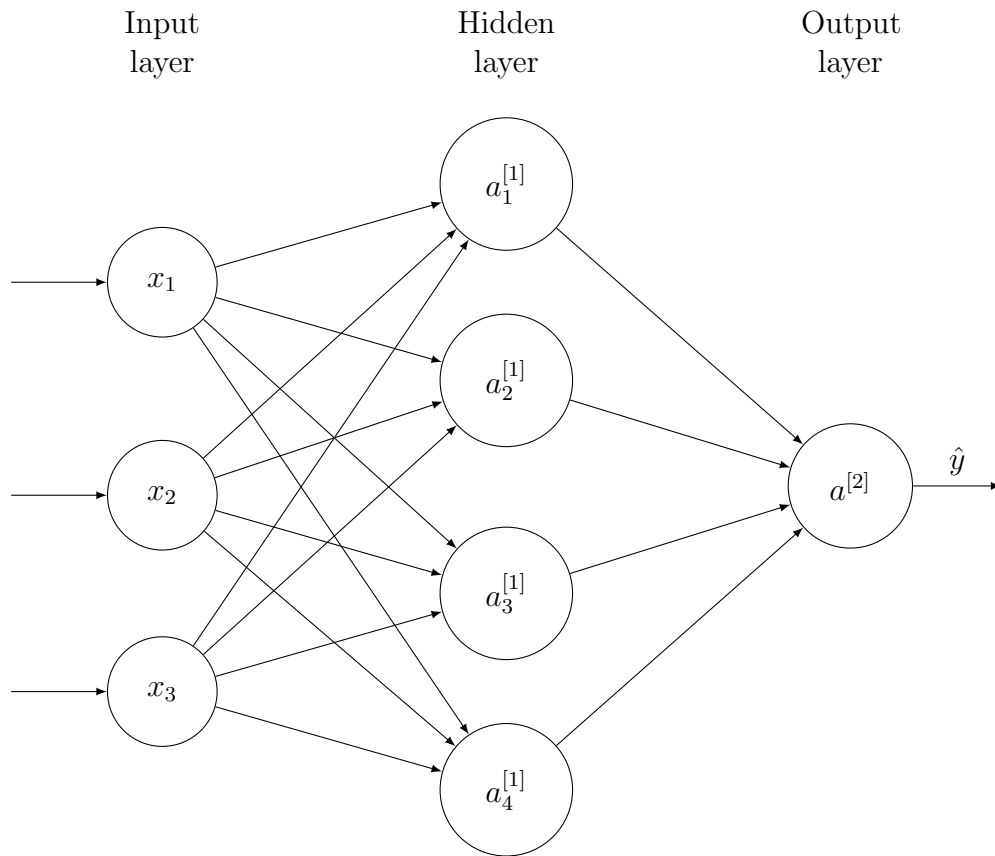 Input
layer
Hidden
layer
Output
layer
a_1^{[1]}
x_1
a_2^{[1]}
x_2
a^{[2]}
ŷ
a_3^{[1]}
x_3
a_4^{[1]}